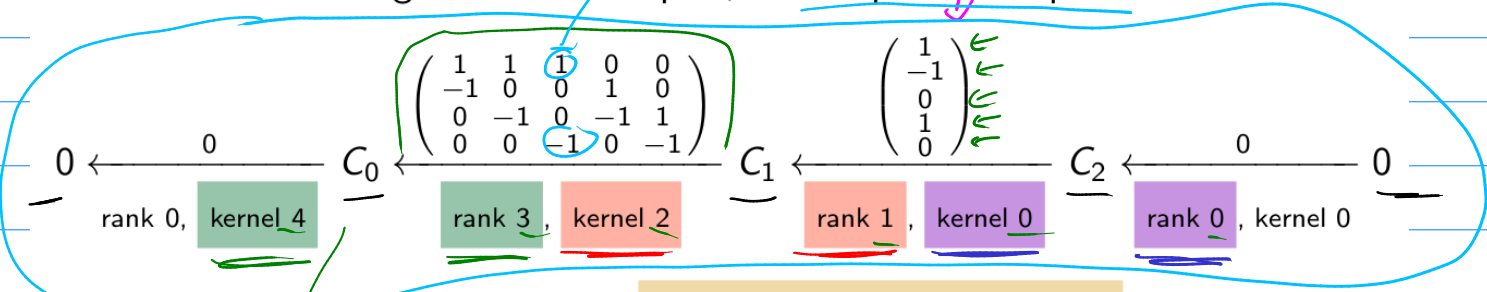 1 1 1 0 0
−1 0 0 1 0
0 −1 0 −1 1
0 0 −1 0 −1
1
−1
0
1
0
0 ← 0 C₀ ← C₁ ← C₂ ← 0 0
rank 0, kernel 4 rank 3, kernel 2 rank 1, kernel 0 rank 0, kernel 0